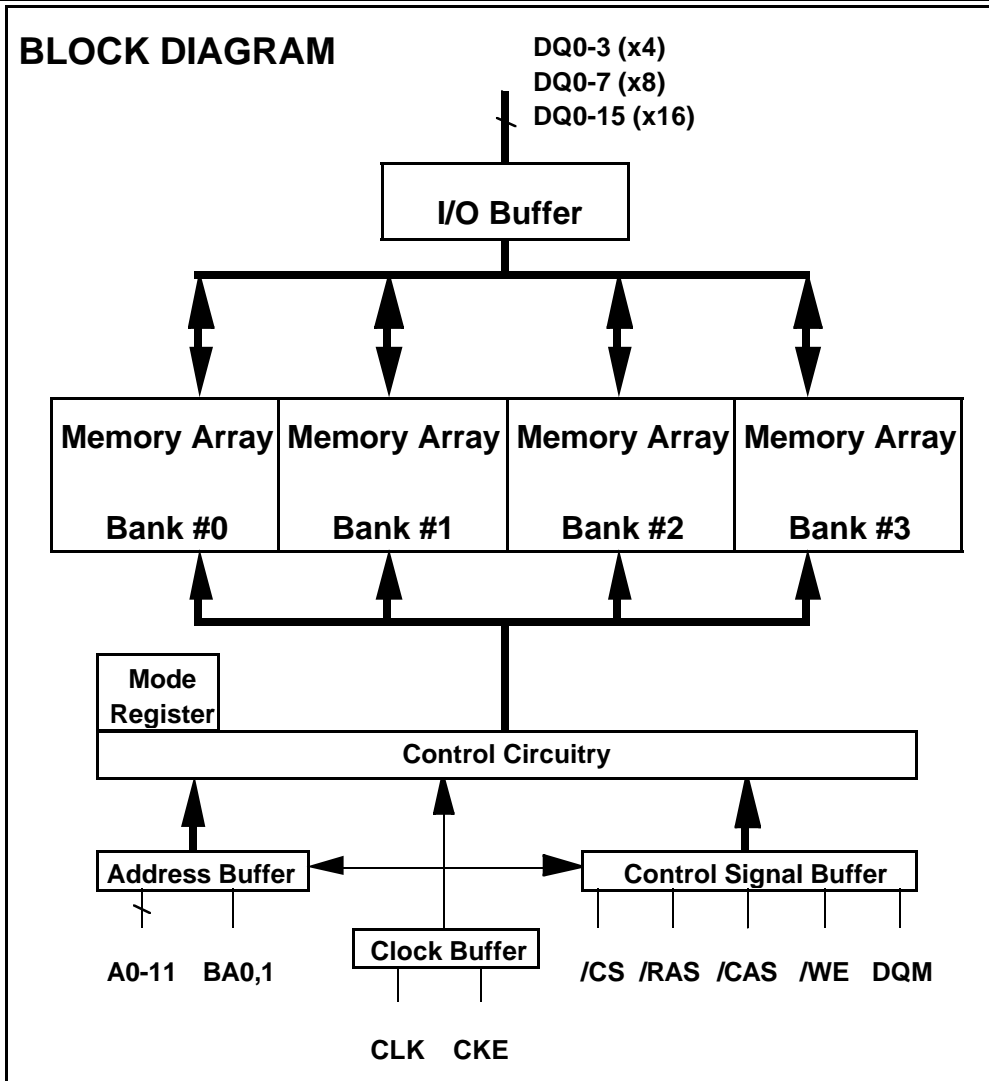 BLOCK DIAGRAM
DQ0-3 (x4)
DQ0-7 (x8)
DQ0-15 (x16)
I/O Buffer
Memory Array Memory Array Memory Array Memory Array
Bank #0 Bank #1 Bank #2 Bank #3
Mode
Register
Control Circuitry
Address Buffer Control Signal Buffer
Clock Buffer
A0-11 BA0,1 /CS /RAS /CAS /WE DQM
CLK CKE